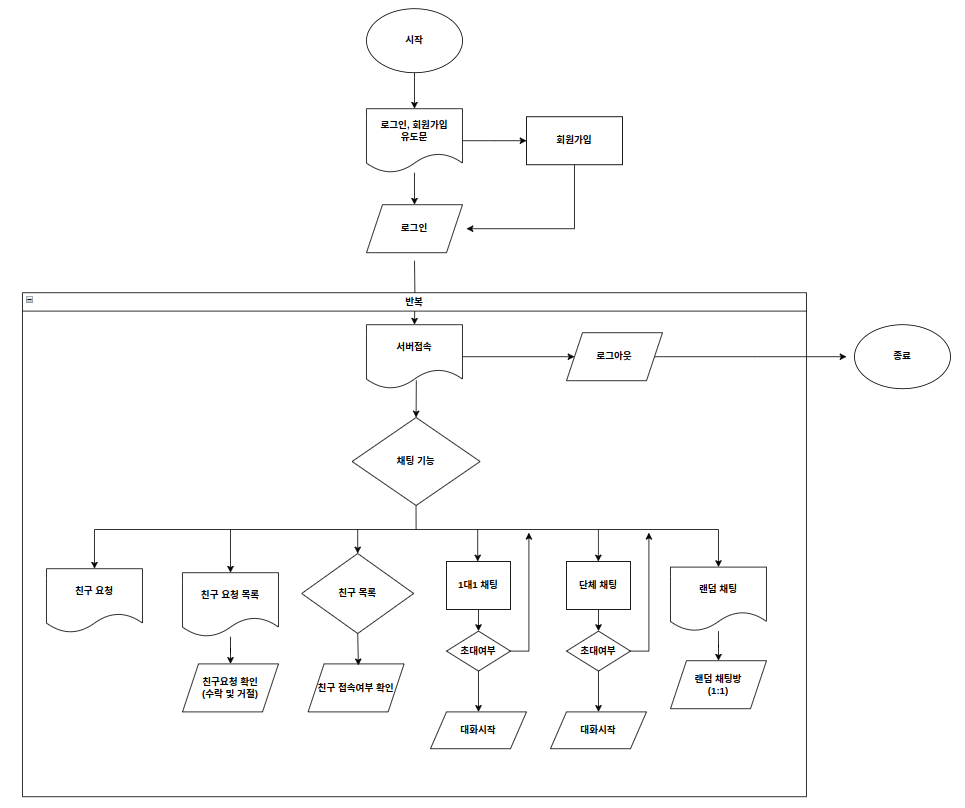 시작
로그인, 회원가입
유도문
회원가입
로그인
반복
서버접속
로그아웃
종료
채팅 기능
친구 요청
친구 요청 목록
친구 목록
1대1 채팅
단체 채팅
랜덤 채팅
초대여부
초대여부
친구요청 확인
(수락 및 거절)
친구 접속여부 확인
랜덤 채팅방
(1:1)
대화시작
대화시작